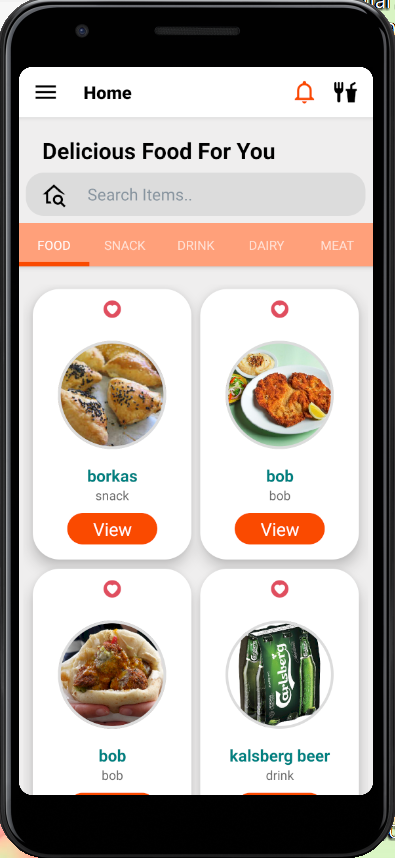 Home
Delicious Food For You
Search Items..
FOOD SNACK DRINK DAIRY MEAT
borkas
snack
View
bob
bob
View
bob
bob
Carlsberg
kalsberg beer
drink